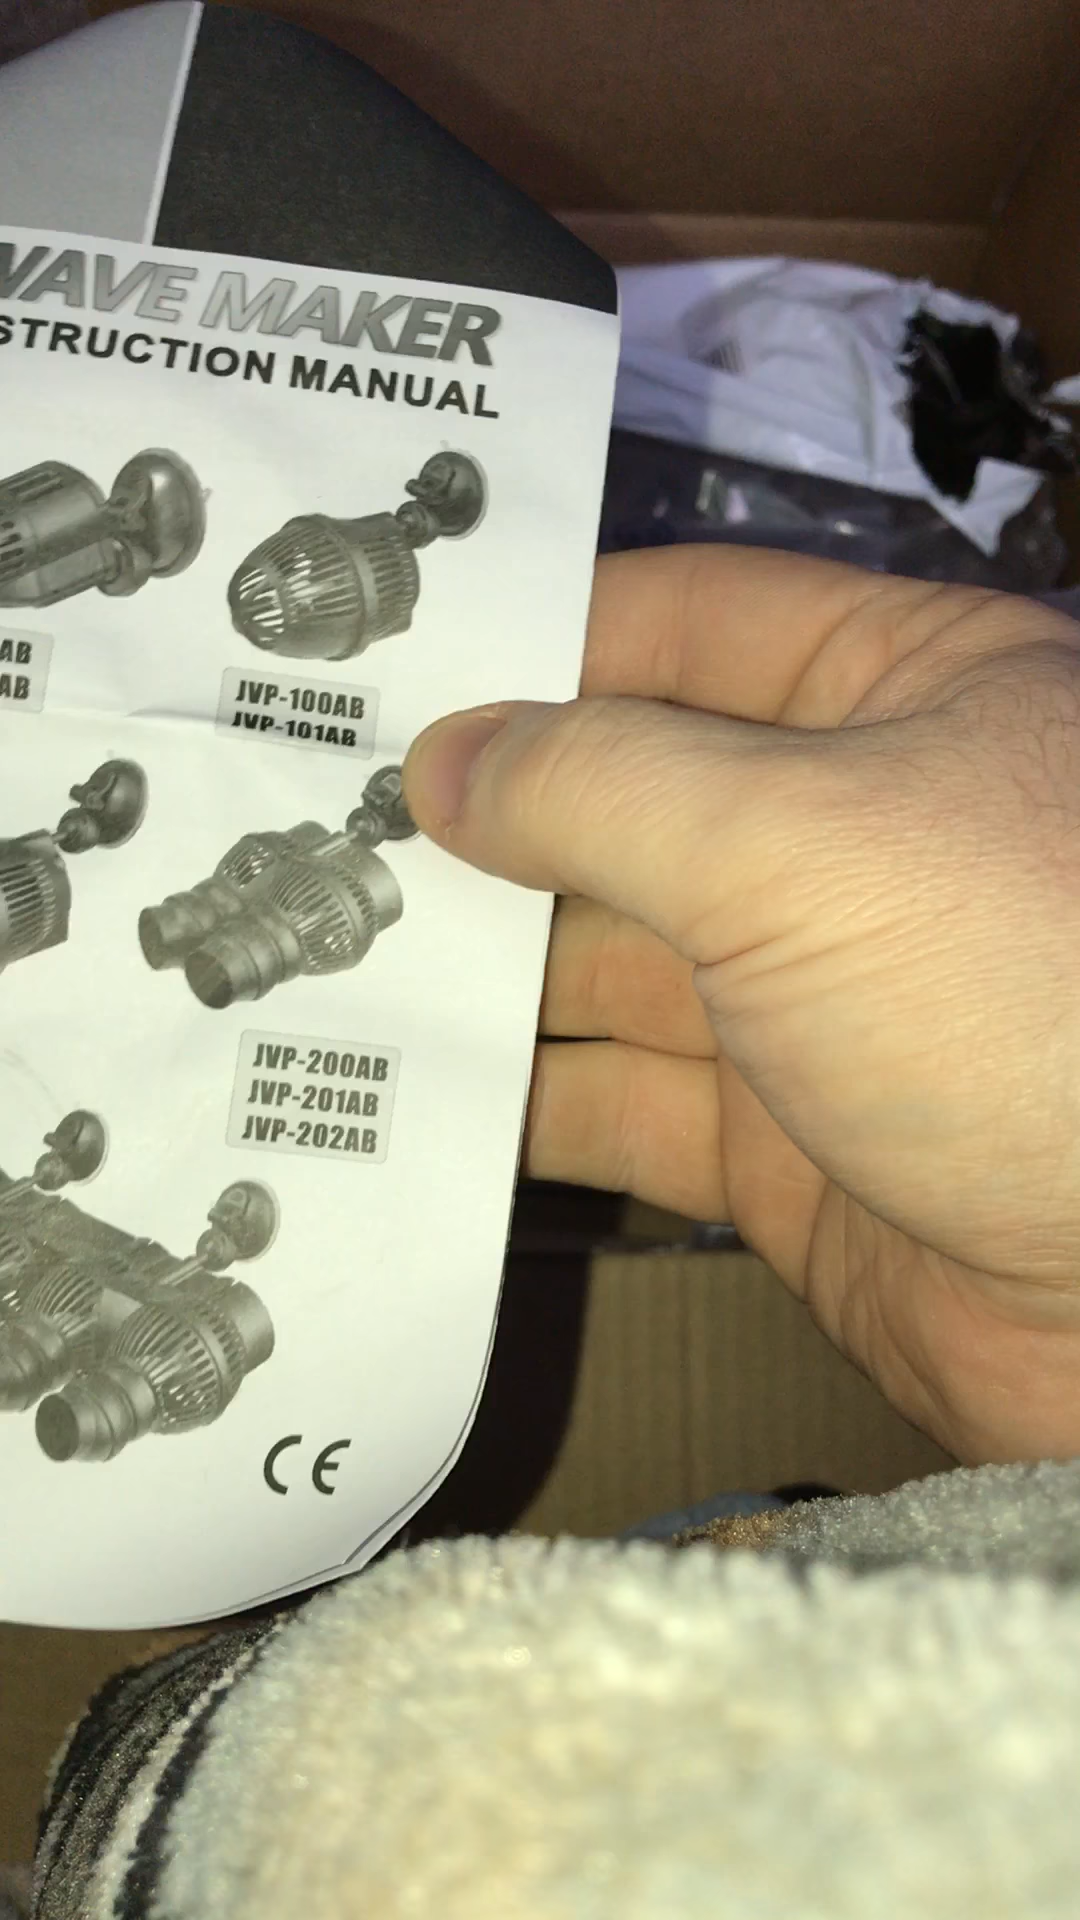 WAVE MAKER
STRUCTION MANUAL
AB
AB
JVP-100AB
JVP-101AB
JVP-200AB
JVP-201AB
JVP-202AB
CE